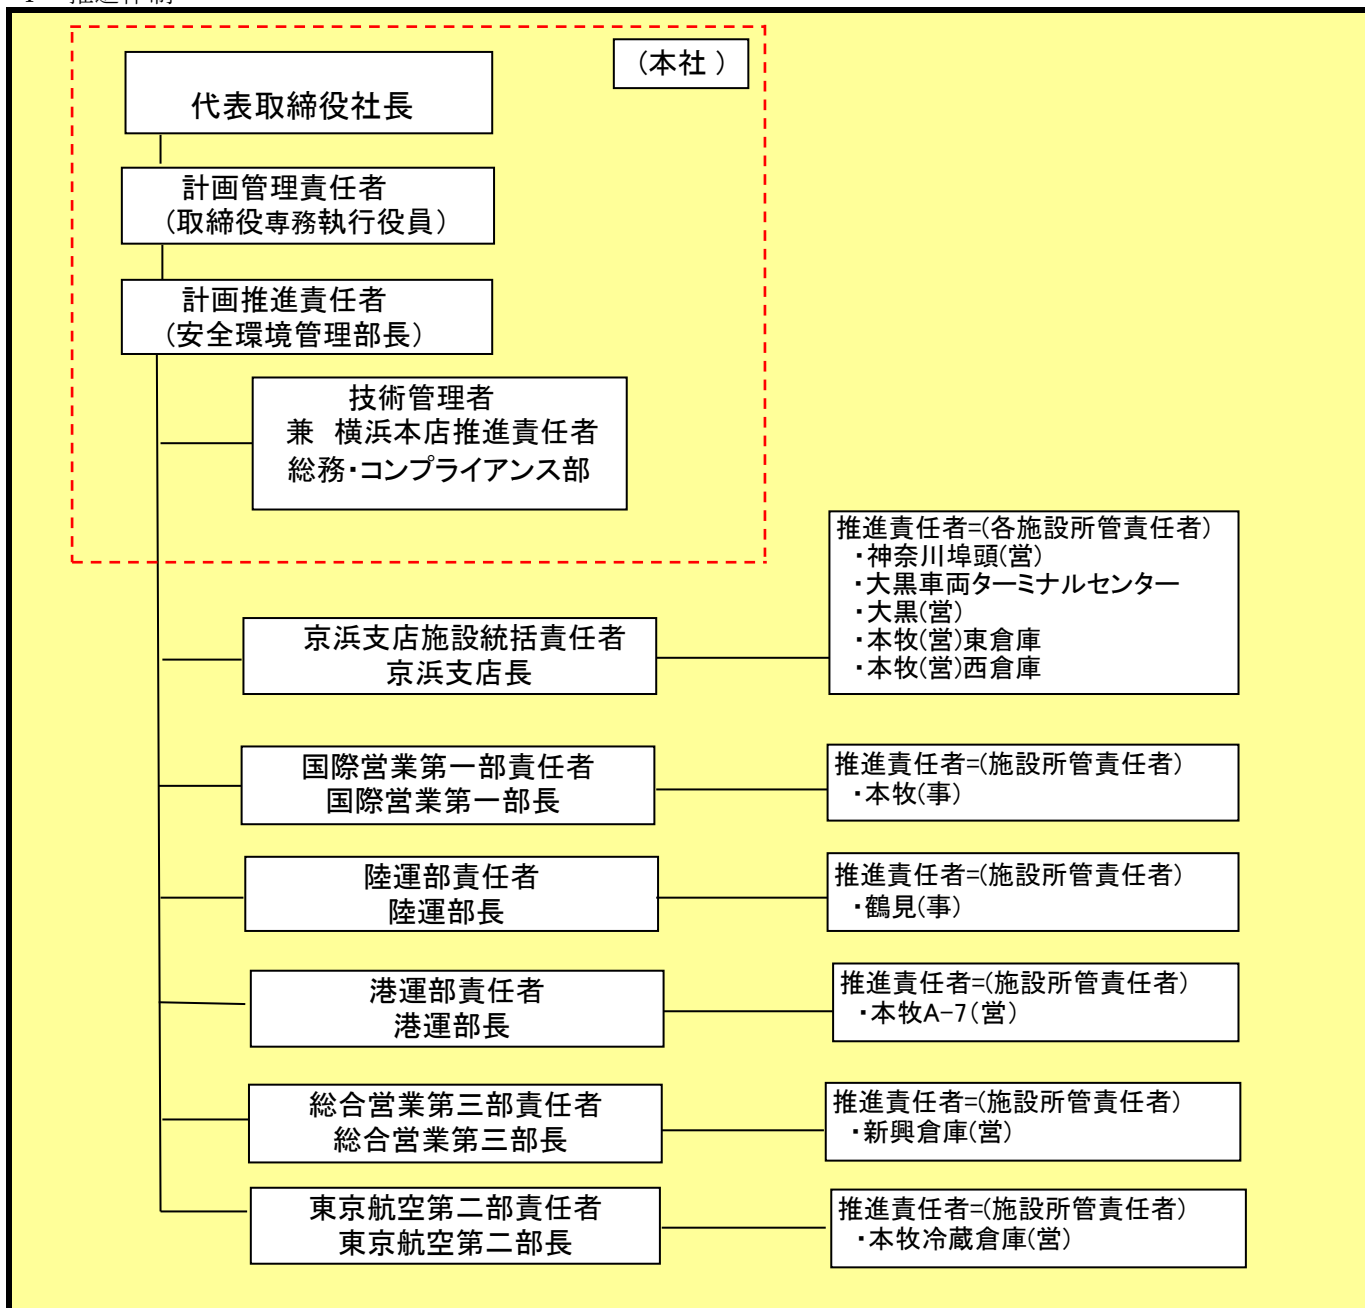 (本社 )
代表取締役社長
計画管理責任者
(取締役専務執行役員)
計画推進責任者
(安全環境管理部長)
技術管理者
兼 横浜本店推進責任者
総務・コンプライアンス部
京浜支店施設統括責任者
京浜支店長
推進責任者=(各施設所管責任者)
・神奈川埠頭(営)
・大黒車両ターミナルセンター
・大黒(営)
・本牧(営)東倉庫
・本牧(営)西倉庫
国際営業第一部責任者
国際営業第一部長
推進責任者=(施設所管責任者)
・本牧(事)
陸運部責任者
陸運部長
推進責任者=(施設所管責任者)
・鶴見(事)
港運部責任者
港運部長
推進責任者=(施設所管責任者)
・本牧A-7(営)
総合営業第三部責任者
総合営業第三部長
推進責任者=(施設所管責任者)
・新興倉庫(営)
東京航空第二部責任者
東京航空第二部長
推進責任者=(施設所管責任者)
・本牧冷蔵倉庫(営)